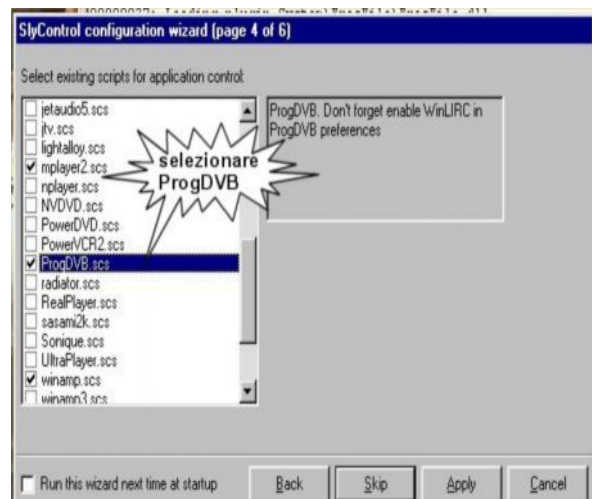 SlyControl configuration wizard (page 4 of 6)
Select existing scripts for application control:
jetaudio5.scs
jtv.scs
lightalloy.scs
mplayer2.scs
nplayer.scs
NVDVD.scs
PowerDVD.scs
PowerVCR2.scs
ProgDVB.scs
radiator.scs
RealPlayer.scs
sasami2k.scs
Sonique.scs
UltraPlayer.scs
winamp.scs
winamp3.scs
selezionare
ProgDVB
ProgDVB. Don't forget enable WinLIRC in
ProgDVB preferences
Run this wizard next time at startup
Back
Skip
Apply
Cancel